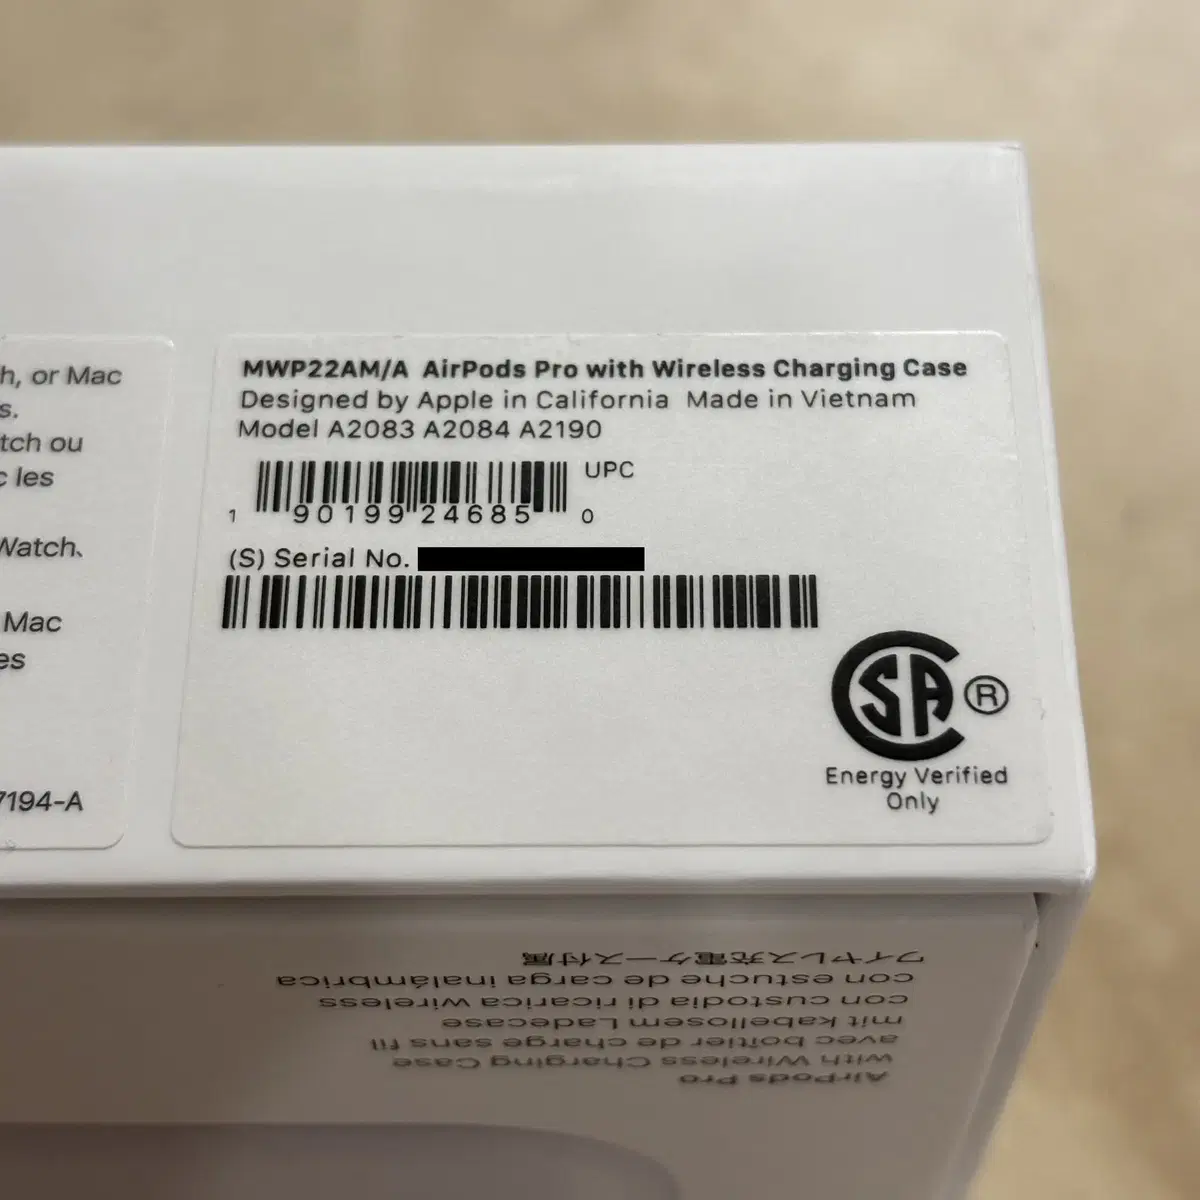 h, or Mac
s.
tch ou
c les
Watch、
Mac
es
7194-A
MWP22AM/A AirPods Pro with Wireless Charging Case
Designed by Apple in California Made in Vietnam
Model A2083 A2084 A2190
UPC
1 90199 24685 0
(S) Serial No.
CSA ®
Energy Verified
Only
AirPods Pro
with Wireless Charging Case
avec boîtier de charge sans fil
mit kabellosem Ladecase
con custodia di ricarica wireless
con estuche de carga inalámbrica
ワイヤレス充電ケース付属